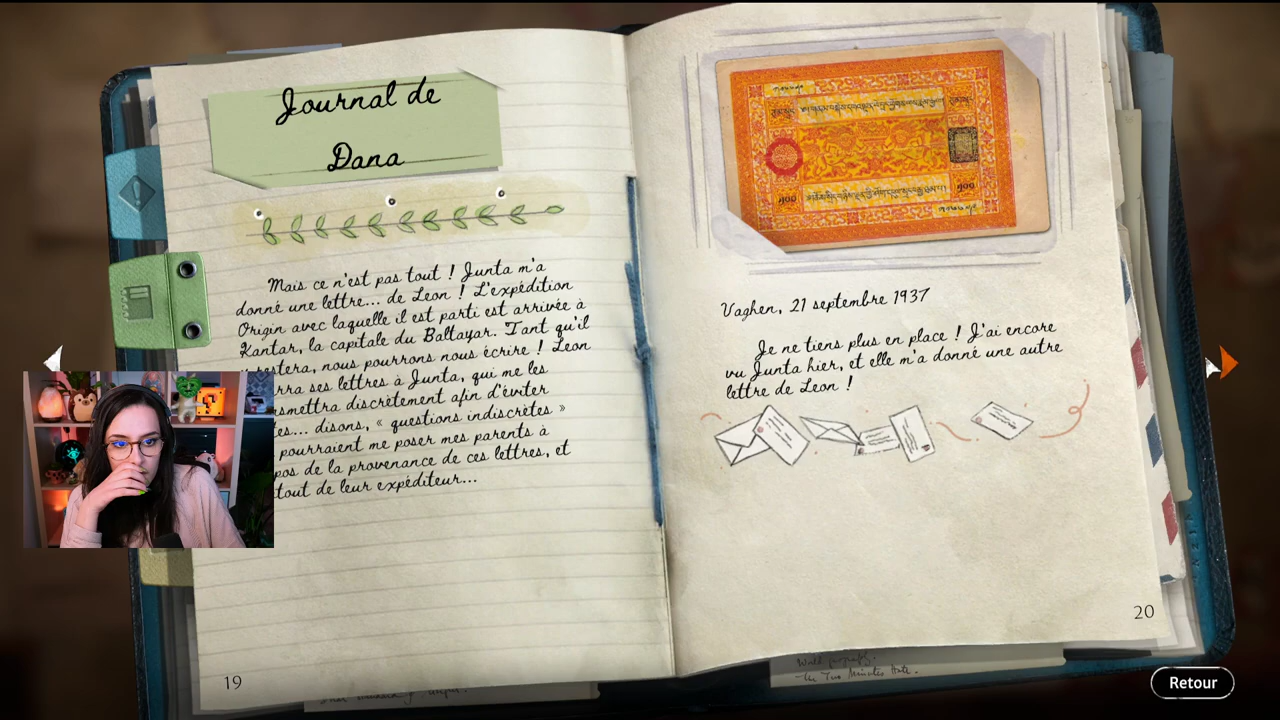 Journal de
Dana
Mais ce n'est pas tout ! Junta m'a
donné une lettre... de Leon ! L'expédition
Origin avec laquelle il est parti est arrivée à
Kantar, la capitale du Baltayar. Tant qu'il
restera, nous pourrons nous écrire ! Leon
ses lettres à Junta, qui me les
discrètement afin d'éviter
disons, « questions indiscrètes »
pourraient me poser mes parents à
de la provenance de ces lettres, et
de leur expéditeur...
19
Vaghen, 21 septembre 1937
Je ne tiens plus en place ! J'ai encore
vu Junta hier, et elle m'a donné une autre
lettre de Leon !
20
Retour